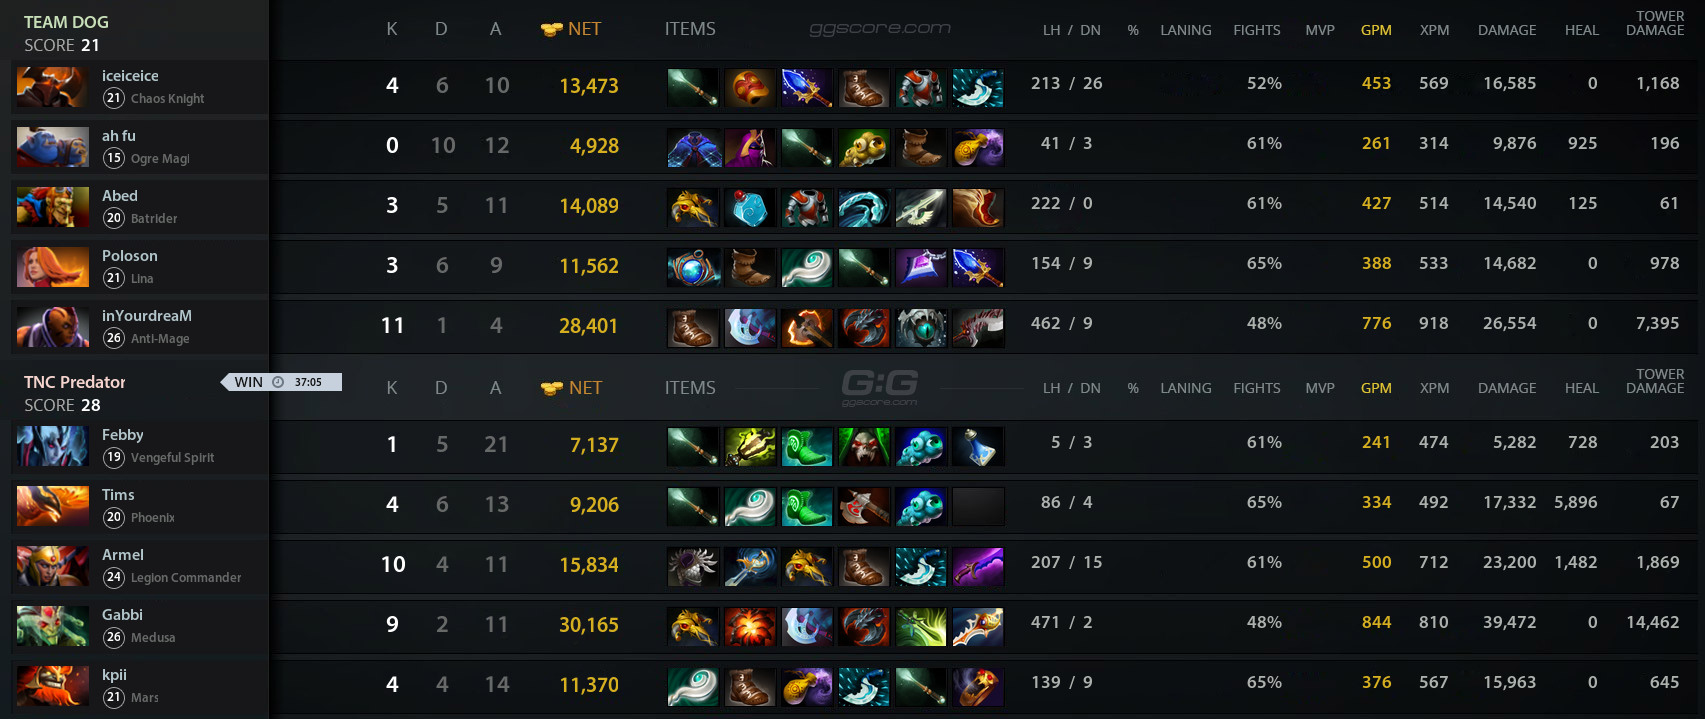 TEAM DOG
SCORE 21
K D A NET ITEMS ggscore.com LH / DN % LANING FIGHTS MVP GPM XPM DAMAGE HEAL TOWER DAMAGE
iceiceice
21 Chaos Knight
4 6 10 13,473 213 / 26 52% 453 569 16,585 0 1,168
ah fu
15 Ogre Magi
0 10 12 4,928 41 / 3 61% 261 314 9,876 925 196
Abed
20 Batrider
3 5 11 14,089 222 / 0 61% 427 514 14,540 125 61
Poloson
21 Lina
3 6 9 11,562 154 / 9 65% 388 533 14,682 0 978
inYourdreaM
26 Anti-Mage
11 1 4 28,401 462 / 9 48% 776 918 26,554 0 7,395
TNC Predator WIN 37:05
SCORE 28
K D A NET ITEMS G:G ggscore.com LH / DN % LANING FIGHTS MVP GPM XPM DAMAGE HEAL TOWER DAMAGE
Febby
19 Vengeful Spirit
1 5 21 7,137 5 / 3 61% 241 474 5,282 728 203
Tims
20 Phoenix
4 6 13 9,206 86 / 4 65% 334 492 17,332 5,896 67
Armel
24 Legion Commander
10 4 11 15,834 207 / 15 61% 500 712 23,200 1,482 1,869
Gabbi
26 Medusa
9 2 11 30,165 471 / 2 48% 844 810 39,472 0 14,462
kpii
21 Mars
4 4 14 11,370 139 / 9 65% 376 567 15,963 0 645